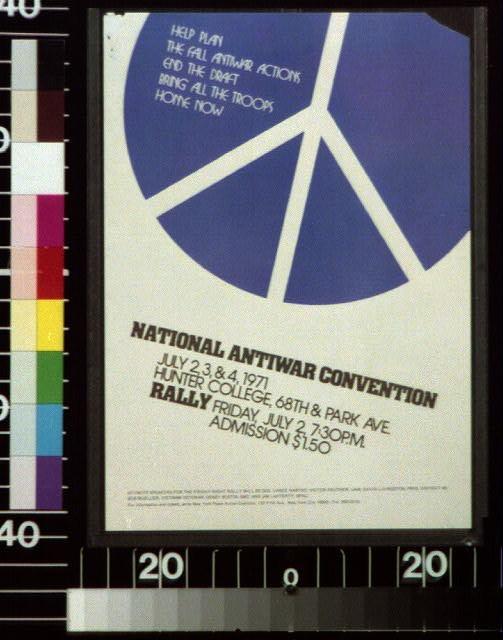 40
HELP PLAN
THE FALL ANTIWAR ACTIONS
END THE DRAFT
BRING ALL THE TROOPS
HOME NOW
NATIONAL ANTIWAR CONVENTION
JULY 2, 3, & 4, 1971
HUNTER COLLEGE, 68TH & PARK AVE.
RALLY FRIDAY, JULY 2, 7:30P.M.
ADMISSION $1.50
40
20
0
20